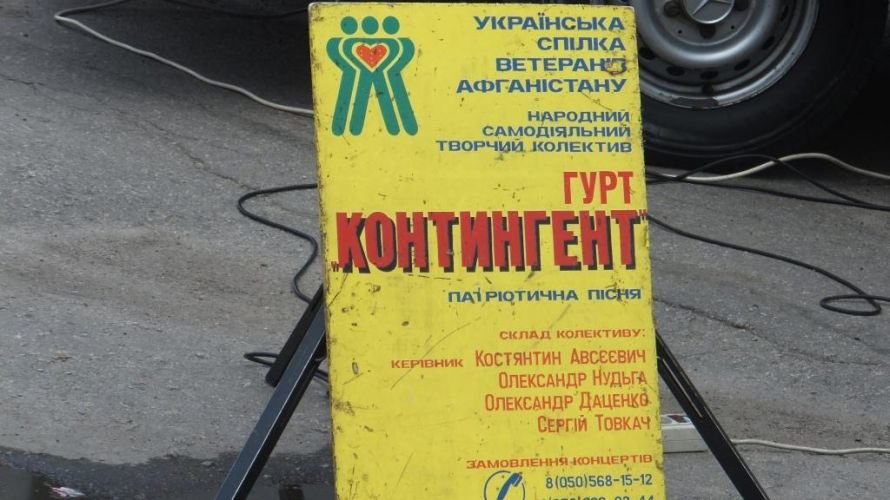 УКРАЇНСЬКА
СПІЛКА
ВЕТЕРАНІВ
АФГАНІСТАНУ
НАРОДНИЙ
САМОДІЯЛЬНИЙ
ТВОРЧИЙ КОЛЕКТИВ
ГУРТ
"КОНТИНГЕНТ"
ПАТРІОТИЧНА ПІСНЯ
СКЛАД КОЛЕКТИВУ:
КЕРІВНИК КОСТЯНТИН АВСЄЄВИЧ
ОЛЕКСАНДР НУДЬГА
ОЛЕКСАНДР ДАЦЕНКО
СЕРГІЙ ТОВКАЧ
ЗАМОВЛЕННЯ КОНЦЕРТІВ
8(050)568-15-12